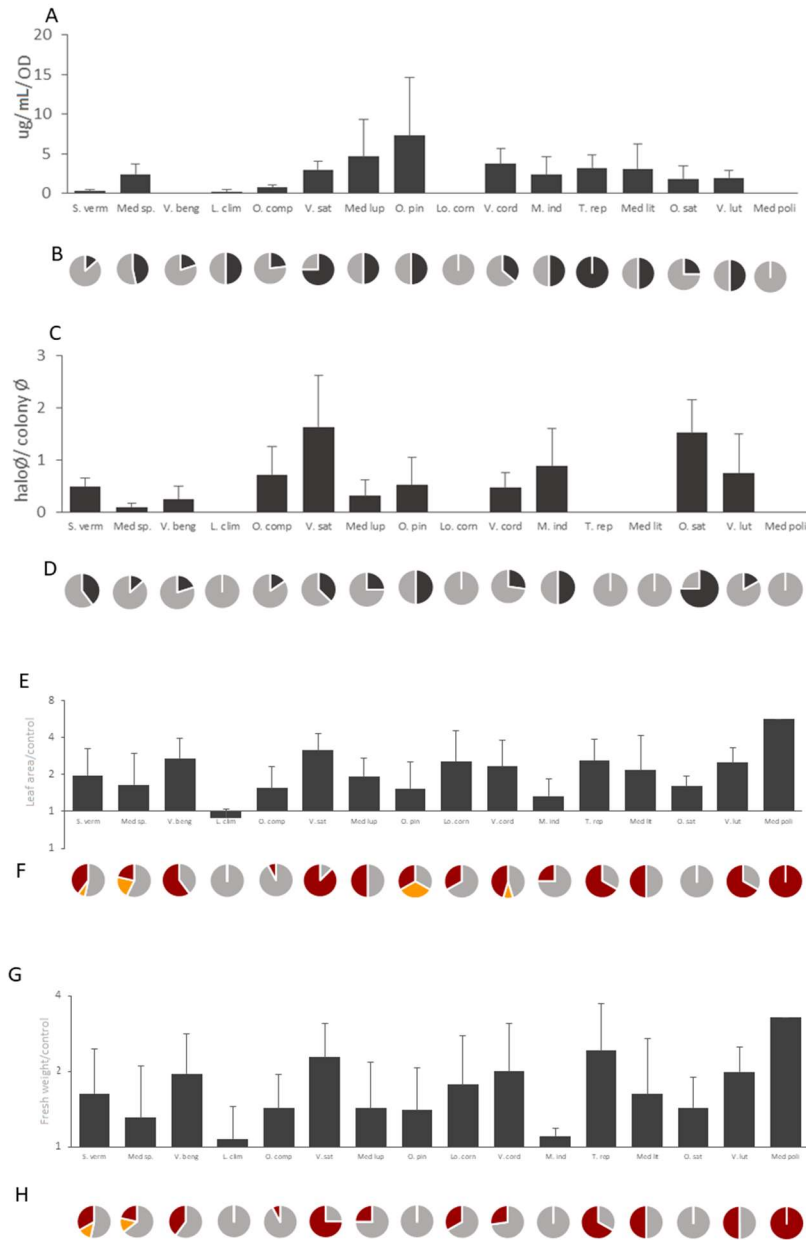 A
ug/mL/OD
20
15
10
5
0
S. verm Med sp. V. beng L. clim O. comp V. sat Med lup O. pin Lo. corn V. cord M. ind T. rep Med lit O. sat V. lut Med poli
B
C
halo∅/ colony ∅
3
2
1
0
S. verm Med sp. V. beng L. clim O. comp V. sat Med lup O. pin Lo. corn V. cord M. ind T. rep Med lit O. sat V. lut Med poli
D
E
Leaf area/control
8
4
2
1
1
S. verm Med sp. V. beng L. clim O. comp V. sat Med lup O. pin Lo. corn V. cord M. ind T. rep Med lit O. sat V. lut Med poli
F
G
Fresh weight/control
4
2
1
S. verm Med sp. V. beng L. clim O. comp V. sat Med lup O. pin Lo. corn V. cord M. ind T. rep Med lit O. sat V. lut Med poli
H